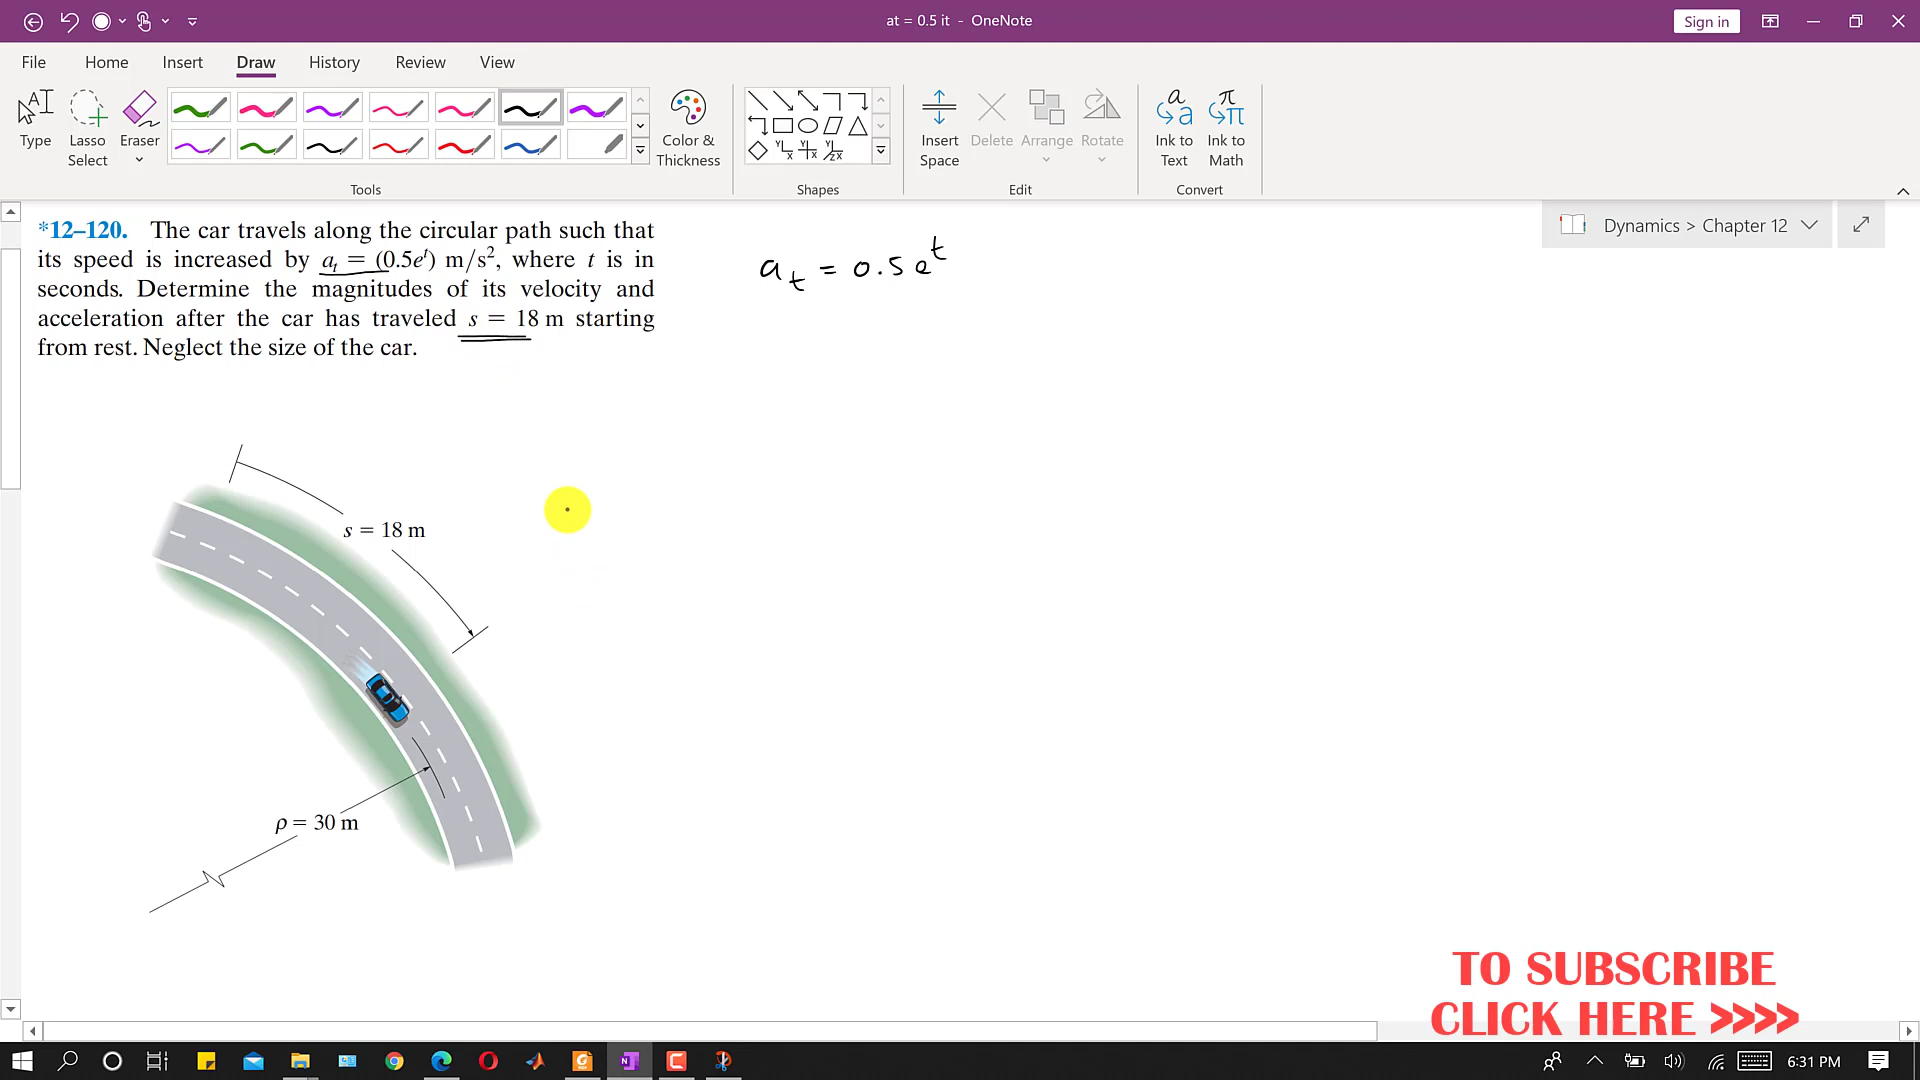 at = 0.5 it - OneNote
Sign in
File Home Insert Draw History Review View
Type
Lasso Select
Eraser
Color & Thickness
Insert Space
Delete
Arrange
Rotate
Ink to Text
Ink to Math
Tools
Shapes
Edit
Convert
Dynamics > Chapter 12
*12–120. The car travels along the circular path such that
its speed is increased by aₜ = (0.5eᵗ) m/s², where t is in
seconds. Determine the magnitudes of its velocity and
acceleration after the car has traveled s = 18 m starting
from rest. Neglect the size of the car.
aₜ = 0.5 eᵗ
s = 18 m
ρ = 30 m
TO SUBSCRIBE
CLICK HERE >>>>
6:31 PM